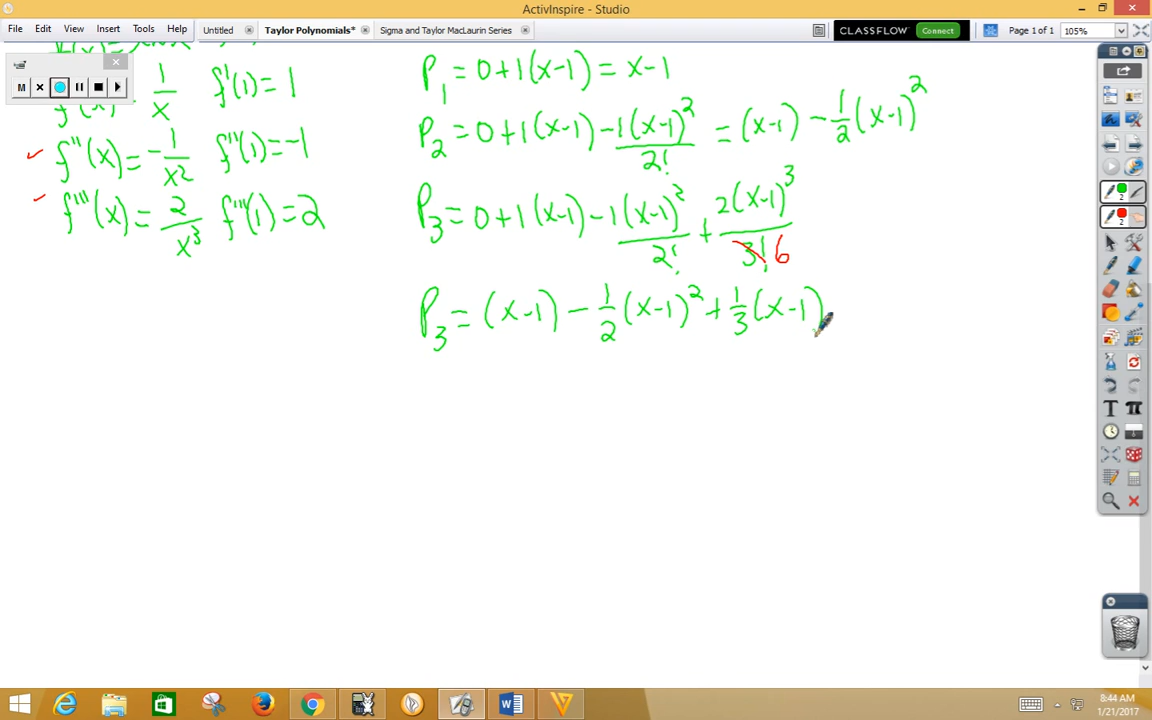 ActivInspire - Studio
File Edit View Insert Tools Help
Untitled Taylor Polynomials* Sigma and Taylor MacLaurin Series
CLASSFLOW Connect Page 1 of 1 105%
M
1/x f'(1) = 1
f''(x) = -1/x² f''(1) = -1
f'''(x) = 2/x³ f'''(1) = 2
P₁ = 0+1(x-1) = x-1
P₂ = 0+1(x-1) - 1(x-1)²/2! = (x-1) - 1/2(x-1)²
P₃ = 0+1(x-1) - 1(x-1)²/2! + 2(x-1)³/3! 6
P₃ = (x-1) - 1/2(x-1)² + 1/3(x-1)
2
2
T π
W
8:44 AM
1/21/2017